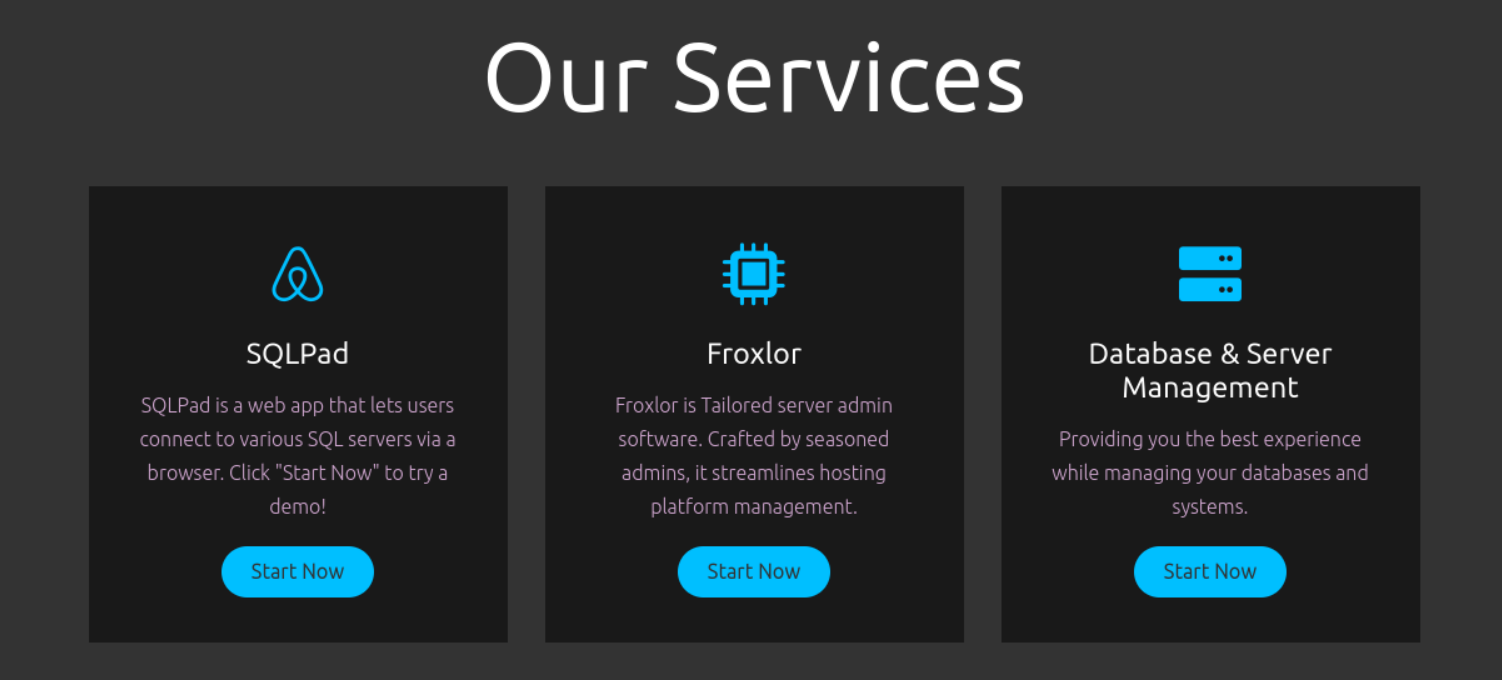 Our Services
SQLPad
SQLPad is a web app that lets users
connect to various SQL servers via a
browser. Click "Start Now" to try a
demo!
Start Now
Froxlor
Froxlor is Tailored server admin
software. Crafted by seasoned
admins, it streamlines hosting
platform management.
Start Now
Database & Server
Management
Providing you the best experience
while managing your databases and
systems.
Start Now